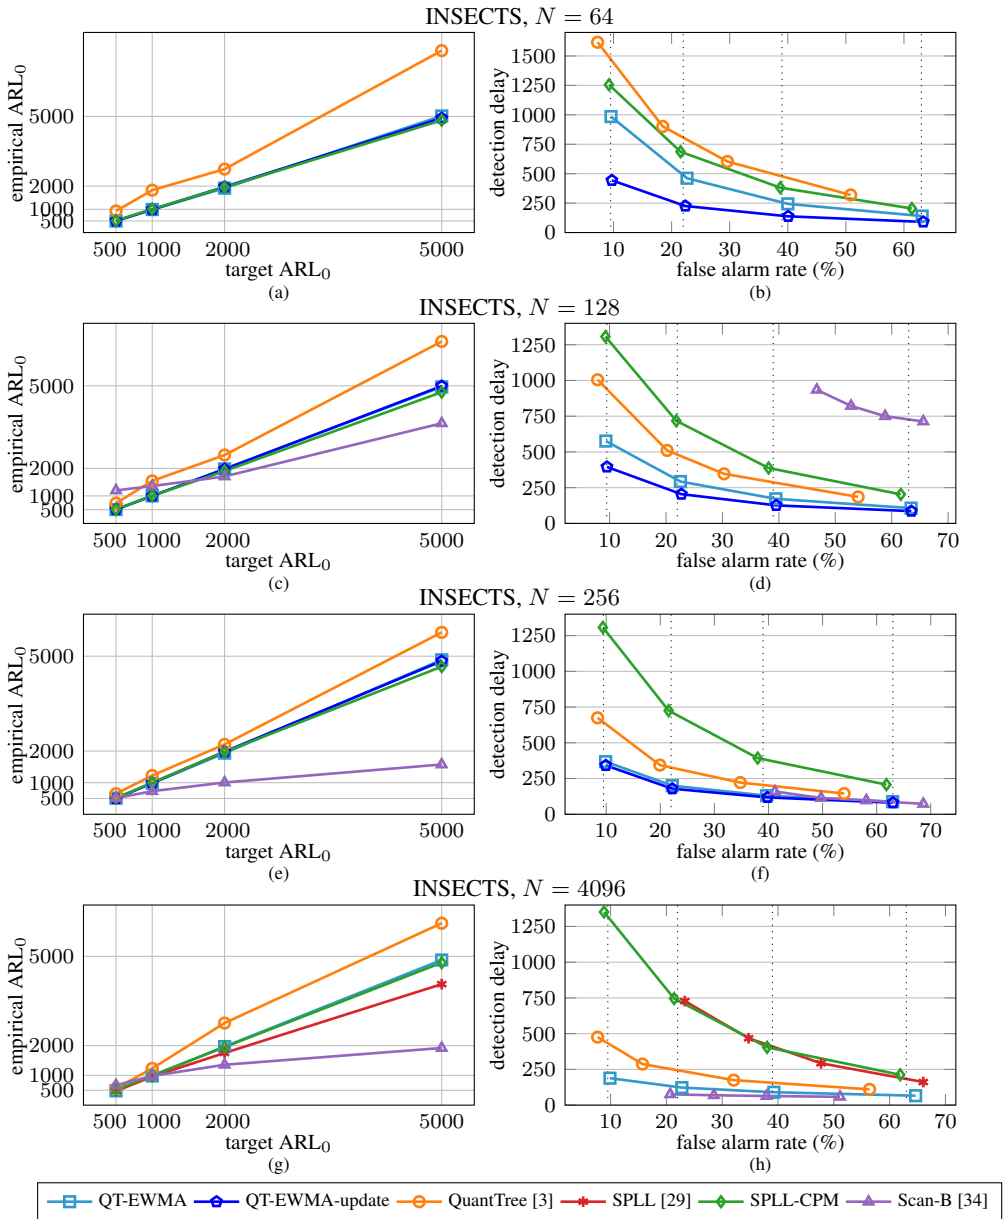 INSECTS, N = 64
empirical ARL₀
5000
2000
1000
500
500 1000 2000 5000
target ARL₀
(a)
detection delay
1500
1250
1000
750
500
250
0
10 20 30 40 50 60
false alarm rate (%)
(b)
INSECTS, N = 128
empirical ARL₀
5000
2000
1000
500
500 1000 2000 5000
target ARL₀
(c)
detection delay
1250
1000
750
500
250
0
10 20 30 40 50 60 70
false alarm rate (%)
(d)
INSECTS, N = 256
empirical ARL₀
5000
2000
1000
500
500 1000 2000 5000
target ARL₀
(e)
detection delay
1250
1000
750
500
250
0
10 20 30 40 50 60 70
false alarm rate (%)
(f)
INSECTS, N = 4096
empirical ARL₀
5000
2000
1000
500
500 1000 2000 5000
target ARL₀
(g)
detection delay
1250
1000
750
500
250
0
10 20 30 40 50 60
false alarm rate (%)
(h)
QT-EWMA QT-EWMA-update QuantTree [3] SPLL [29] SPLL-CPM Scan-B [34]